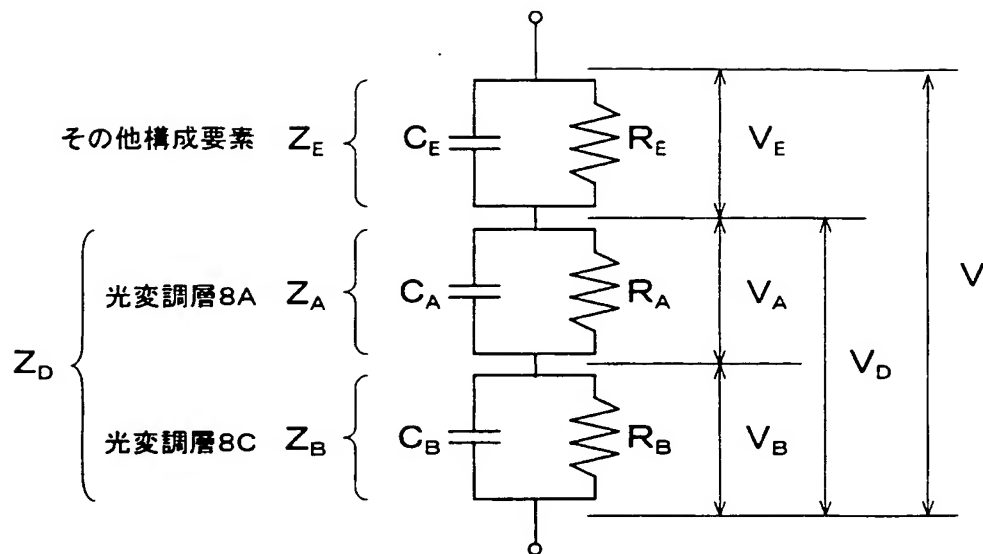 その他構成要素 Z_E C_E R_E V_E
V
光変調層8A Z_A C_A R_A V_A
Z_D V_D
光変調層8C Z_B C_B R_B V_B